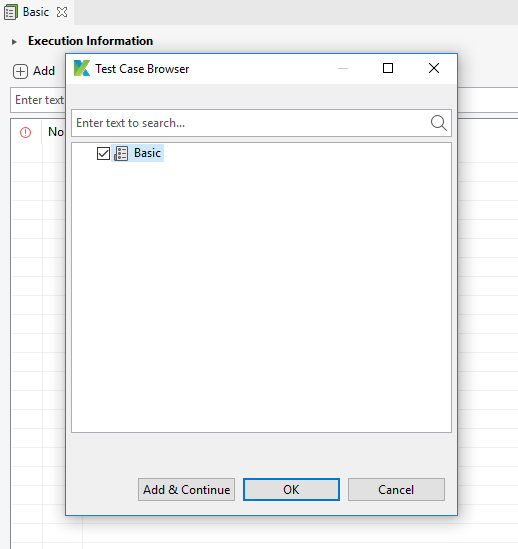 Basic
Execution Information
Add
Test Case Browser
Enter text
Enter text to search...
No
Basic
Add & Continue
OK
Cancel